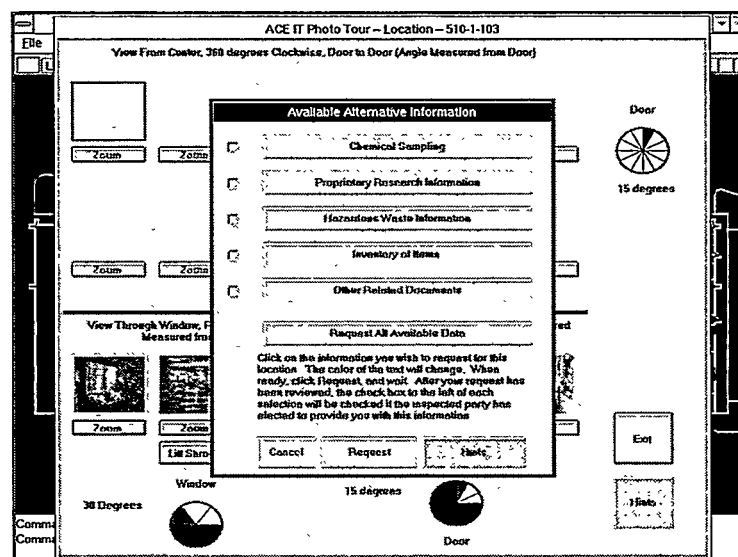 ACE IT Photo Tour – Location – 510-1-103
File
View From Center, 360 degrees Clockwise, Door to Door (Angle Measured from Door)
Available Alternative Information
Door
Chemical Sampling
Zoom
Zoom
Proprietary Research Information
15 degrees
Hazardous Waste Information
Inventory of Items
Zoom
Zoom
Other Related Documents
View Through Window, F
Measured fro
Request All Available Data
red
Click on the information you wish to request for this
location. The color of the text will change. When
ready, click Request, and wait. After your request has
been reviewed, the check box to the left of each
selection will be checked if the inspected party has
elected to provide you with this information
Zoom
Zoom
Cancel
Request
Hints
Exit
Window
30 Degrees
15 degrees
Hints
Comma
Comma
Door